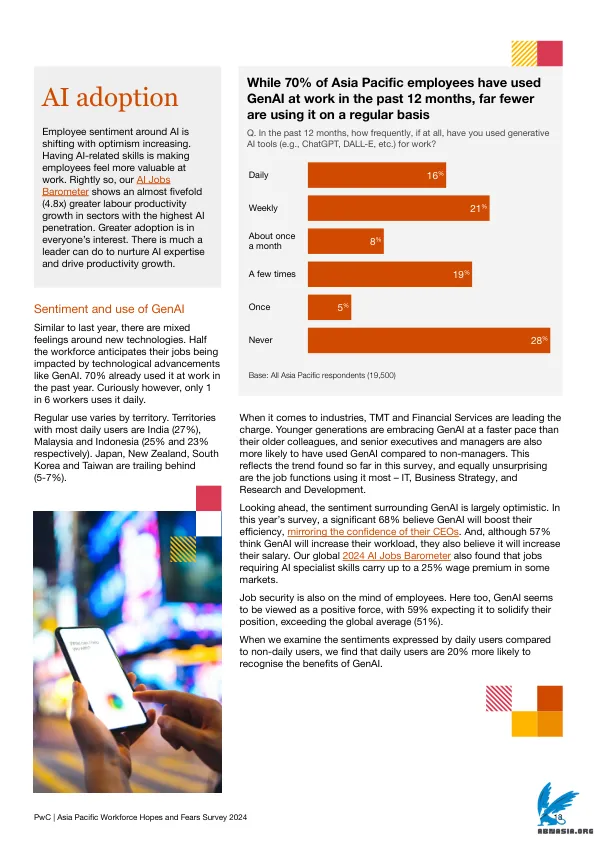 AI adoption
Employee sentiment around AI is
shifting with optimism increasing.
Having AI-related skills is making
employees feel more valuable at
work. Rightly so, our AI Jobs
Barometer shows an almost fivefold
(4.8x) greater labour productivity
growth in sectors with the highest AI
penetration. Greater adoption is in
everyone's interest. There is much a
leader can do to nurture AI expertise
and drive productivity growth.
Sentiment and use of GenAI
Similar to last year, there are mixed
feelings around new technologies. Half
the workforce anticipates their jobs being
impacted by technological advancements
like GenAI. 70% already used it at work in
the past year. Curiously however, only 1
in 6 workers uses it daily.
Regular use varies by territory. Territories
with most daily users are India (27%),
Malaysia and Indonesia (25% and 23%
respectively). Japan, New Zealand, South
Korea and Taiwan are trailing behind
(5-7%).
While 70% of Asia Pacific employees have used
GenAI at work in the past 12 months, far fewer
are using it on a regular basis
Q. In the past 12 months, how frequently, if at all, have you used generative
AI tools (e.g., ChatGPT, DALL-E, etc.) for work?
Daily 16%
Weekly 21%
About once
a month 8%
A few times 19%
Once 5%
Never 28%
Base: All Asia Pacific respondents (19,500)
When it comes to industries, TMT and Financial Services are leading the
charge. Younger generations are embracing GenAI at a faster pace than
their older colleagues, and senior executives and managers are also
more likely to have used GenAI compared to non-managers. This
reflects the trend found so far in this survey, and equally unsurprising
are the job functions using it most – IT, Business Strategy, and
Research and Development.
Looking ahead, the sentiment surrounding GenAI is largely optimistic. In
this year's survey, a significant 68% believe GenAI will boost their
efficiency, mirroring the confidence of their CEOs. And, although 57%
think GenAI will increase their workload, they also believe it will increase
their salary. Our global 2024 AI Jobs Barometer also found that jobs
requiring AI specialist skills carry up to a 25% wage premium in some
markets.
Job security is also on the mind of employees. Here too, GenAI seems
to be viewed as a positive force, with 59% expecting it to solidify their
position, exceeding the global average (51%).
When we examine the sentiments expressed by daily users compared
to non-daily users, we find that daily users are 20% more likely to
recognise the benefits of GenAI.
PwC | Asia Pacific Workforce Hopes and Fears Survey 2024
13
ABNASIA.ORG